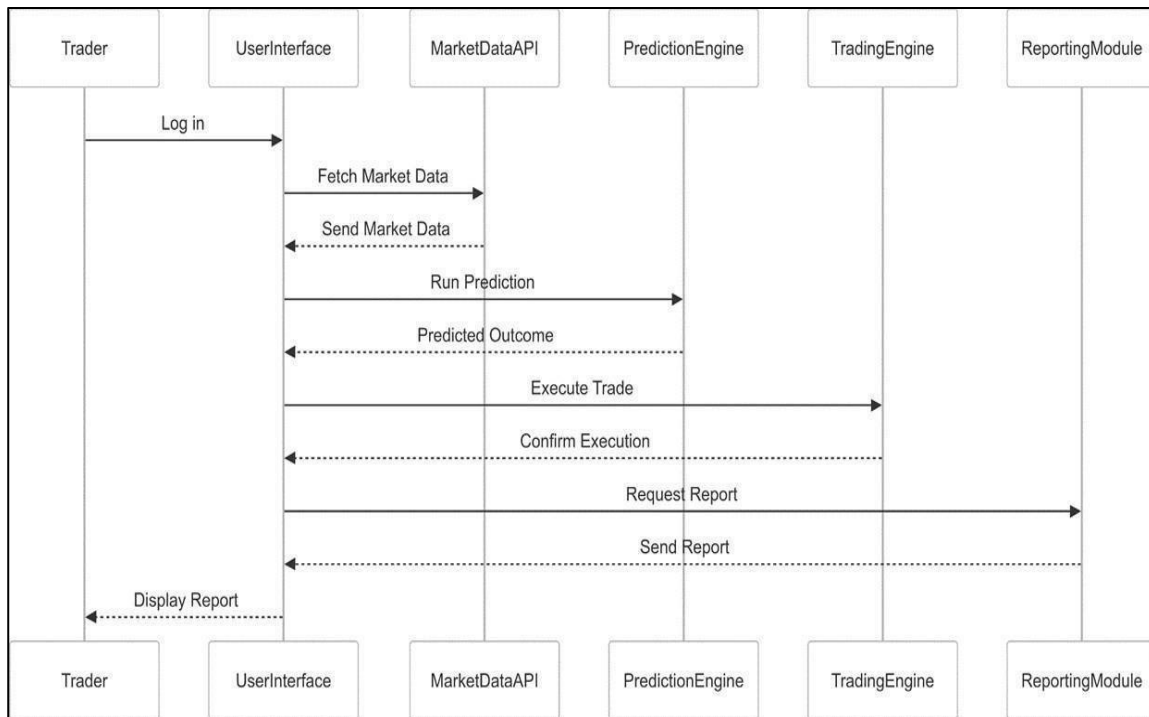 Trader
UserInterface
MarketDataAPI
PredictionEngine
TradingEngine
ReportingModule
Log in
Fetch Market Data
Send Market Data
Run Prediction
Predicted Outcome
Execute Trade
Confirm Execution
Request Report
Send Report
Display Report
Trader
UserInterface
MarketDataAPI
PredictionEngine
TradingEngine
ReportingModule